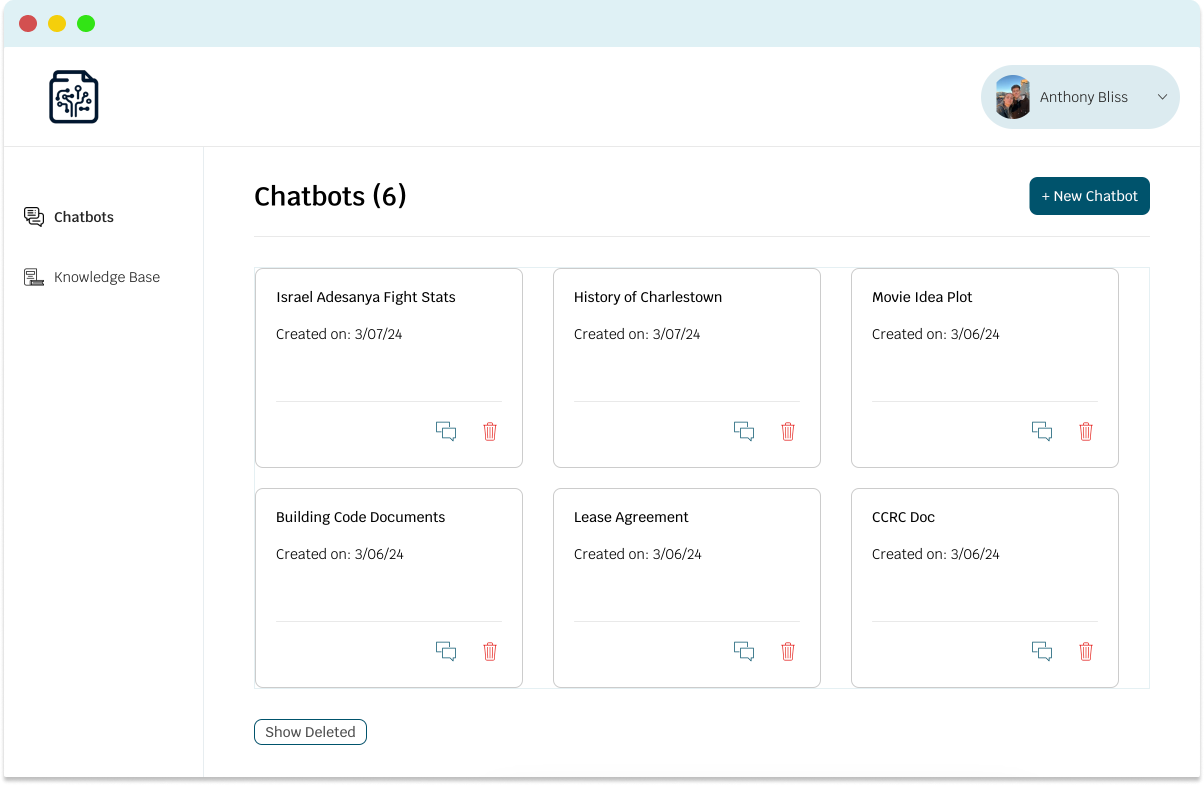 Anthony Bliss
Chatbots
Knowledge Base
Chatbots (6)
+ New Chatbot
Israel Adesanya Fight Stats
Created on: 3/07/24
History of Charlestown
Created on: 3/07/24
Movie Idea Plot
Created on: 3/06/24
Building Code Documents
Created on: 3/06/24
Lease Agreement
Created on: 3/06/24
CCRC Doc
Created on: 3/06/24
Show Deleted